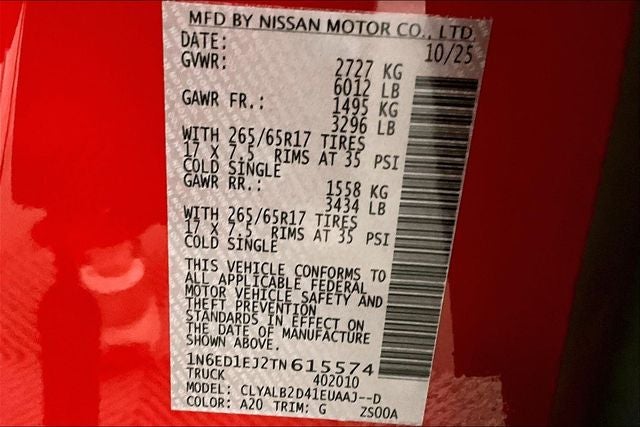 MFD BY NISSAN MOTOR CO., LTD.
DATE: 10/25
GVWR: 2727 KG
6012 LB
GAWR FR.: 1495 KG
3296 LB
WITH 265/65R17 TIRES
17 X 7.5 RIMS AT 35 PSI
COLD SINGLE
GAWR RR.: 1558 KG
3434 LB
WITH 265/65R17 TIRES
17 X 7.5 RIMS AT 35 PSI
COLD SINGLE
THIS VEHICLE CONFORMS TO
ALL APPLICABLE FEDERAL
MOTOR VEHICLE SAFETY AND
THEFT PREVENTION
STANDARDS IN EFFECT ON
THE DATE OF MANUFACTURE
SHOWN ABOVE.
1N6ED1EJ2TN615574
TRUCK 402010
MODEL: CLYALB2D41EUAAJ--D
COLOR: A20 TRIM: G ZS00A